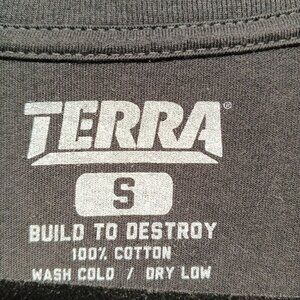 TERRA®
S
BUILD TO DESTROY
100% COTTON
WASH COLD / DRY LOW